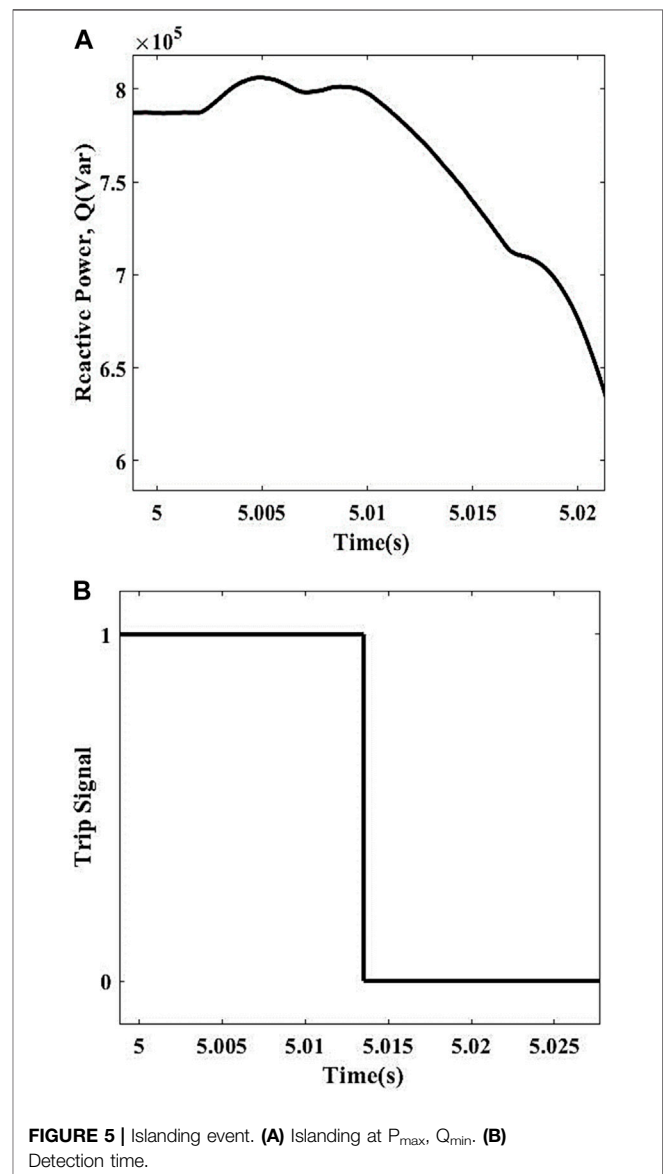 A
×10⁵
Reactive Power, Q(Var)
8
7.5
7
6.5
6
5 5.005 5.01 5.015 5.02
Time(s)
B
Trip Signal
1
0
5 5.005 5.01 5.015 5.02 5.025
Time(s)
FIGURE 5 | Islanding event. (A) Islanding at Pmax, Qmin. (B)
Detection time.